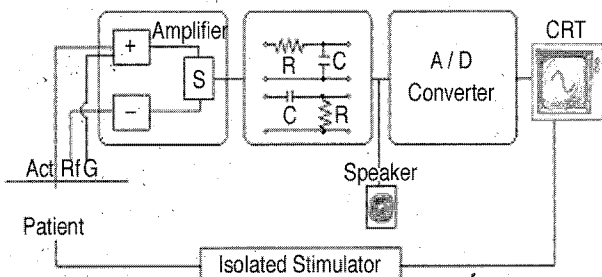 Amplifier
+
S
−
R
C
C
R
A / D
Converter
CRT
Act Rf G
Speaker
Patient
Isolated Stimulator